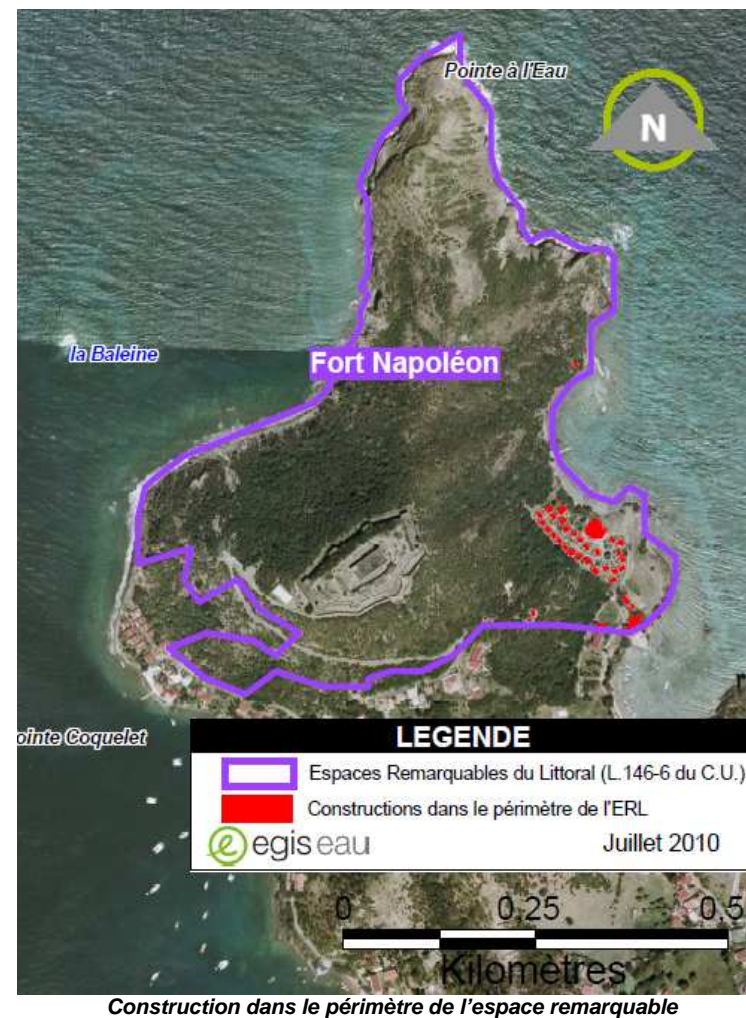 Pointe à l'Eau
N
la Baleine
Fort Napoléon
ointe Coquelet
LEGENDE
Espaces Remarquables du Littoral (L.146-6 du C.U.)
Constructions dans le périmètre de l'ERL
egis eau Juillet 2010
0 0,25 0,5
Kilomètres
Construction dans le périmètre de l'espace remarquable